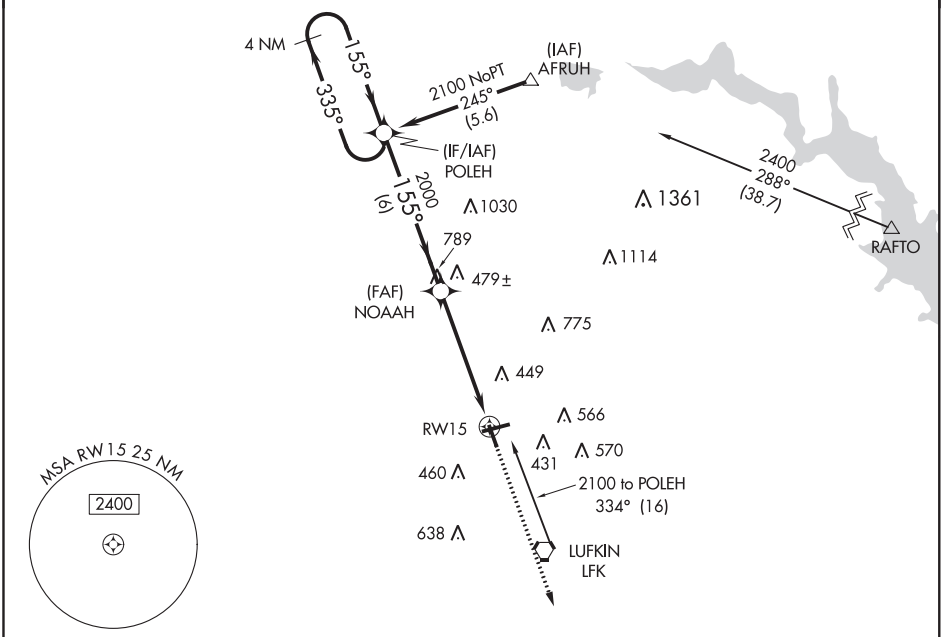 4 NM
155°
335°
(IAF)
AFRUH
2100 NoPT
245°
(5.6)
(IF/IAF)
POLEH
2000
155°
(6)
1030
1361
2400
288°
(38.7)
RAFTO
789
479±
1114
(FAF)
NOAAH
775
449
RW15
566
431
570
460
2100 to POLEH
334° (16)
638
LUFKIN
LFK
MSA RW15 25 NM
2400